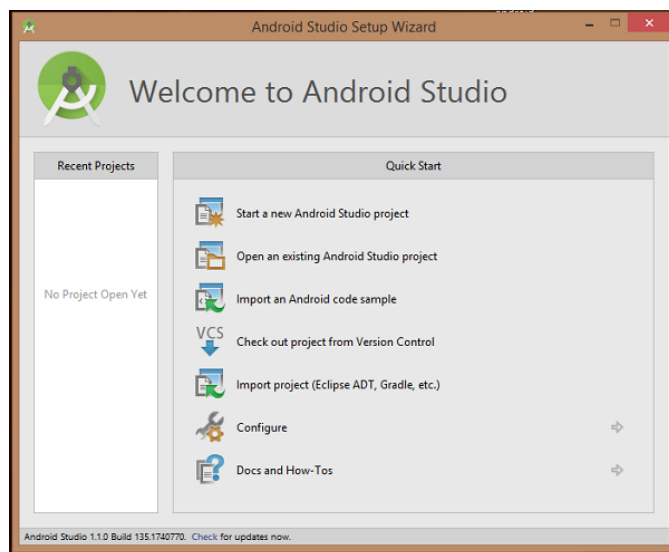 Android Studio Setup Wizard
Welcome to Android Studio
Recent Projects
No Project Open Yet
Quick Start
Start a new Android Studio project
Open an existing Android Studio project
Import an Android code sample
VCS
Check out project from Version Control
Import project (Eclipse ADT, Gradle, etc.)
Configure
Docs and How-Tos
Android Studio 1.1.0 Build 135.1740770. Check for updates now.